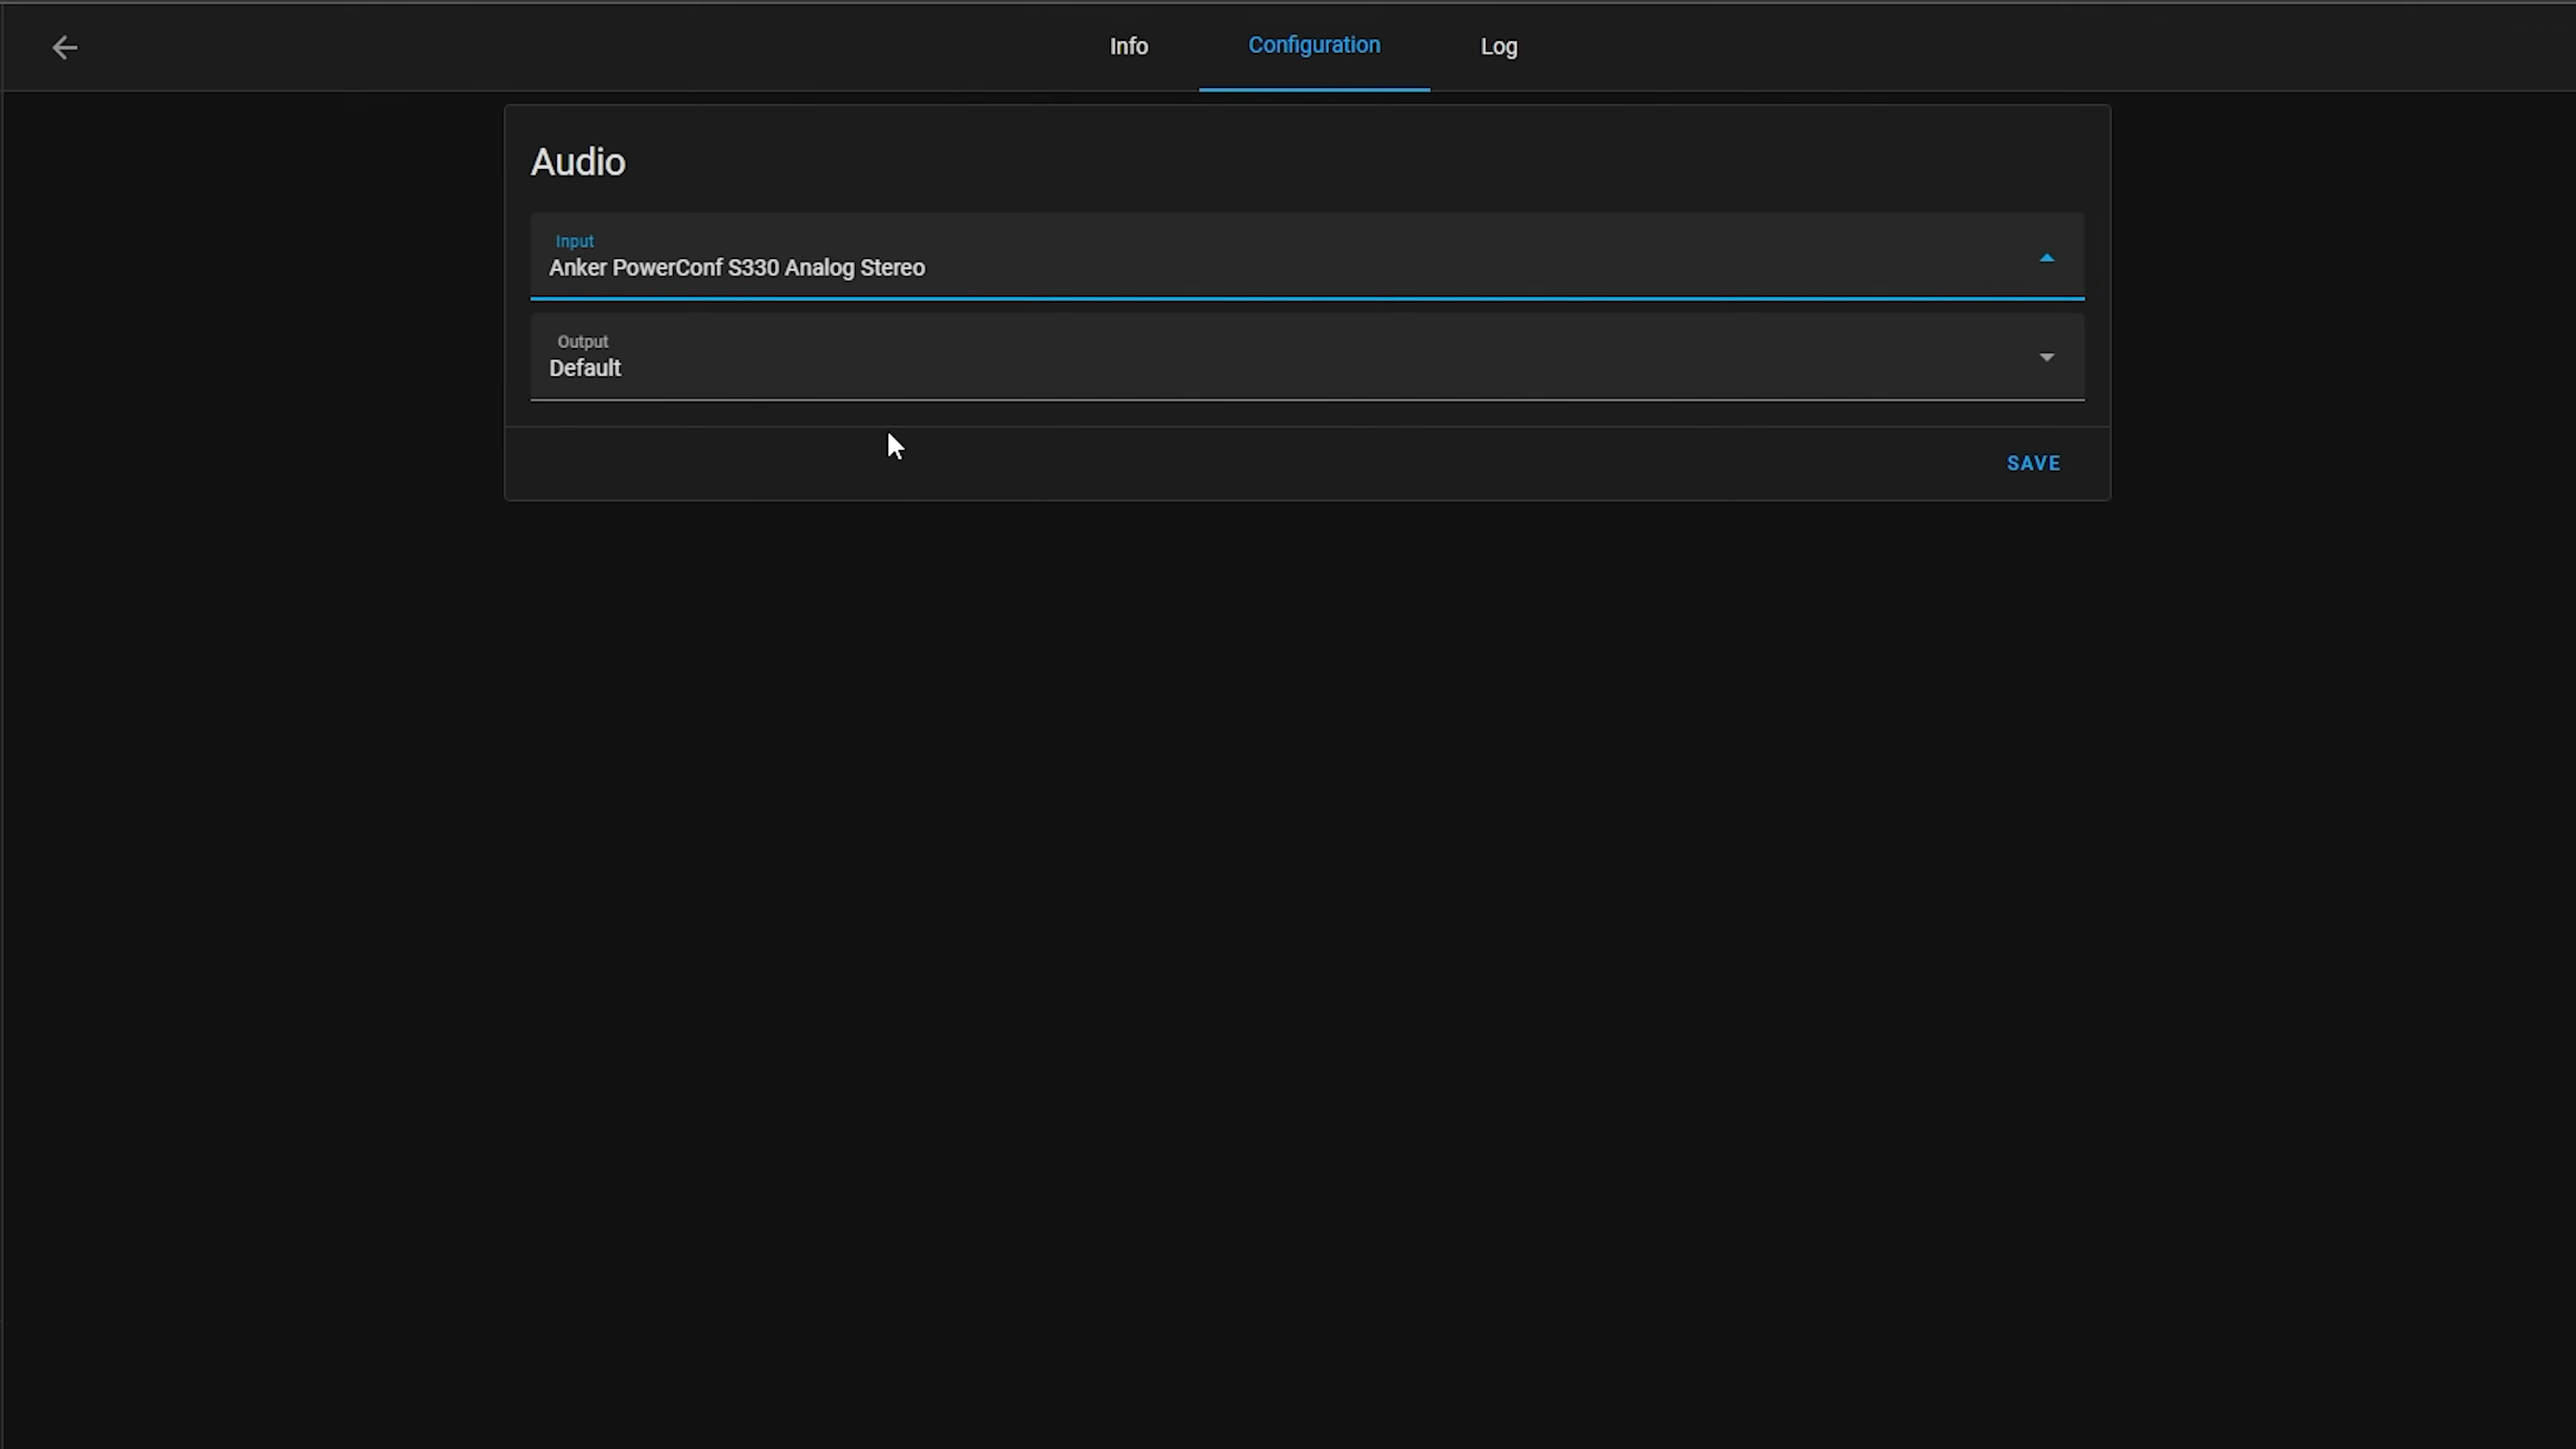 Info
Configuration
Log
Audio
Input
Anker PowerConf S330 Analog Stereo
Output
Default
SAVE